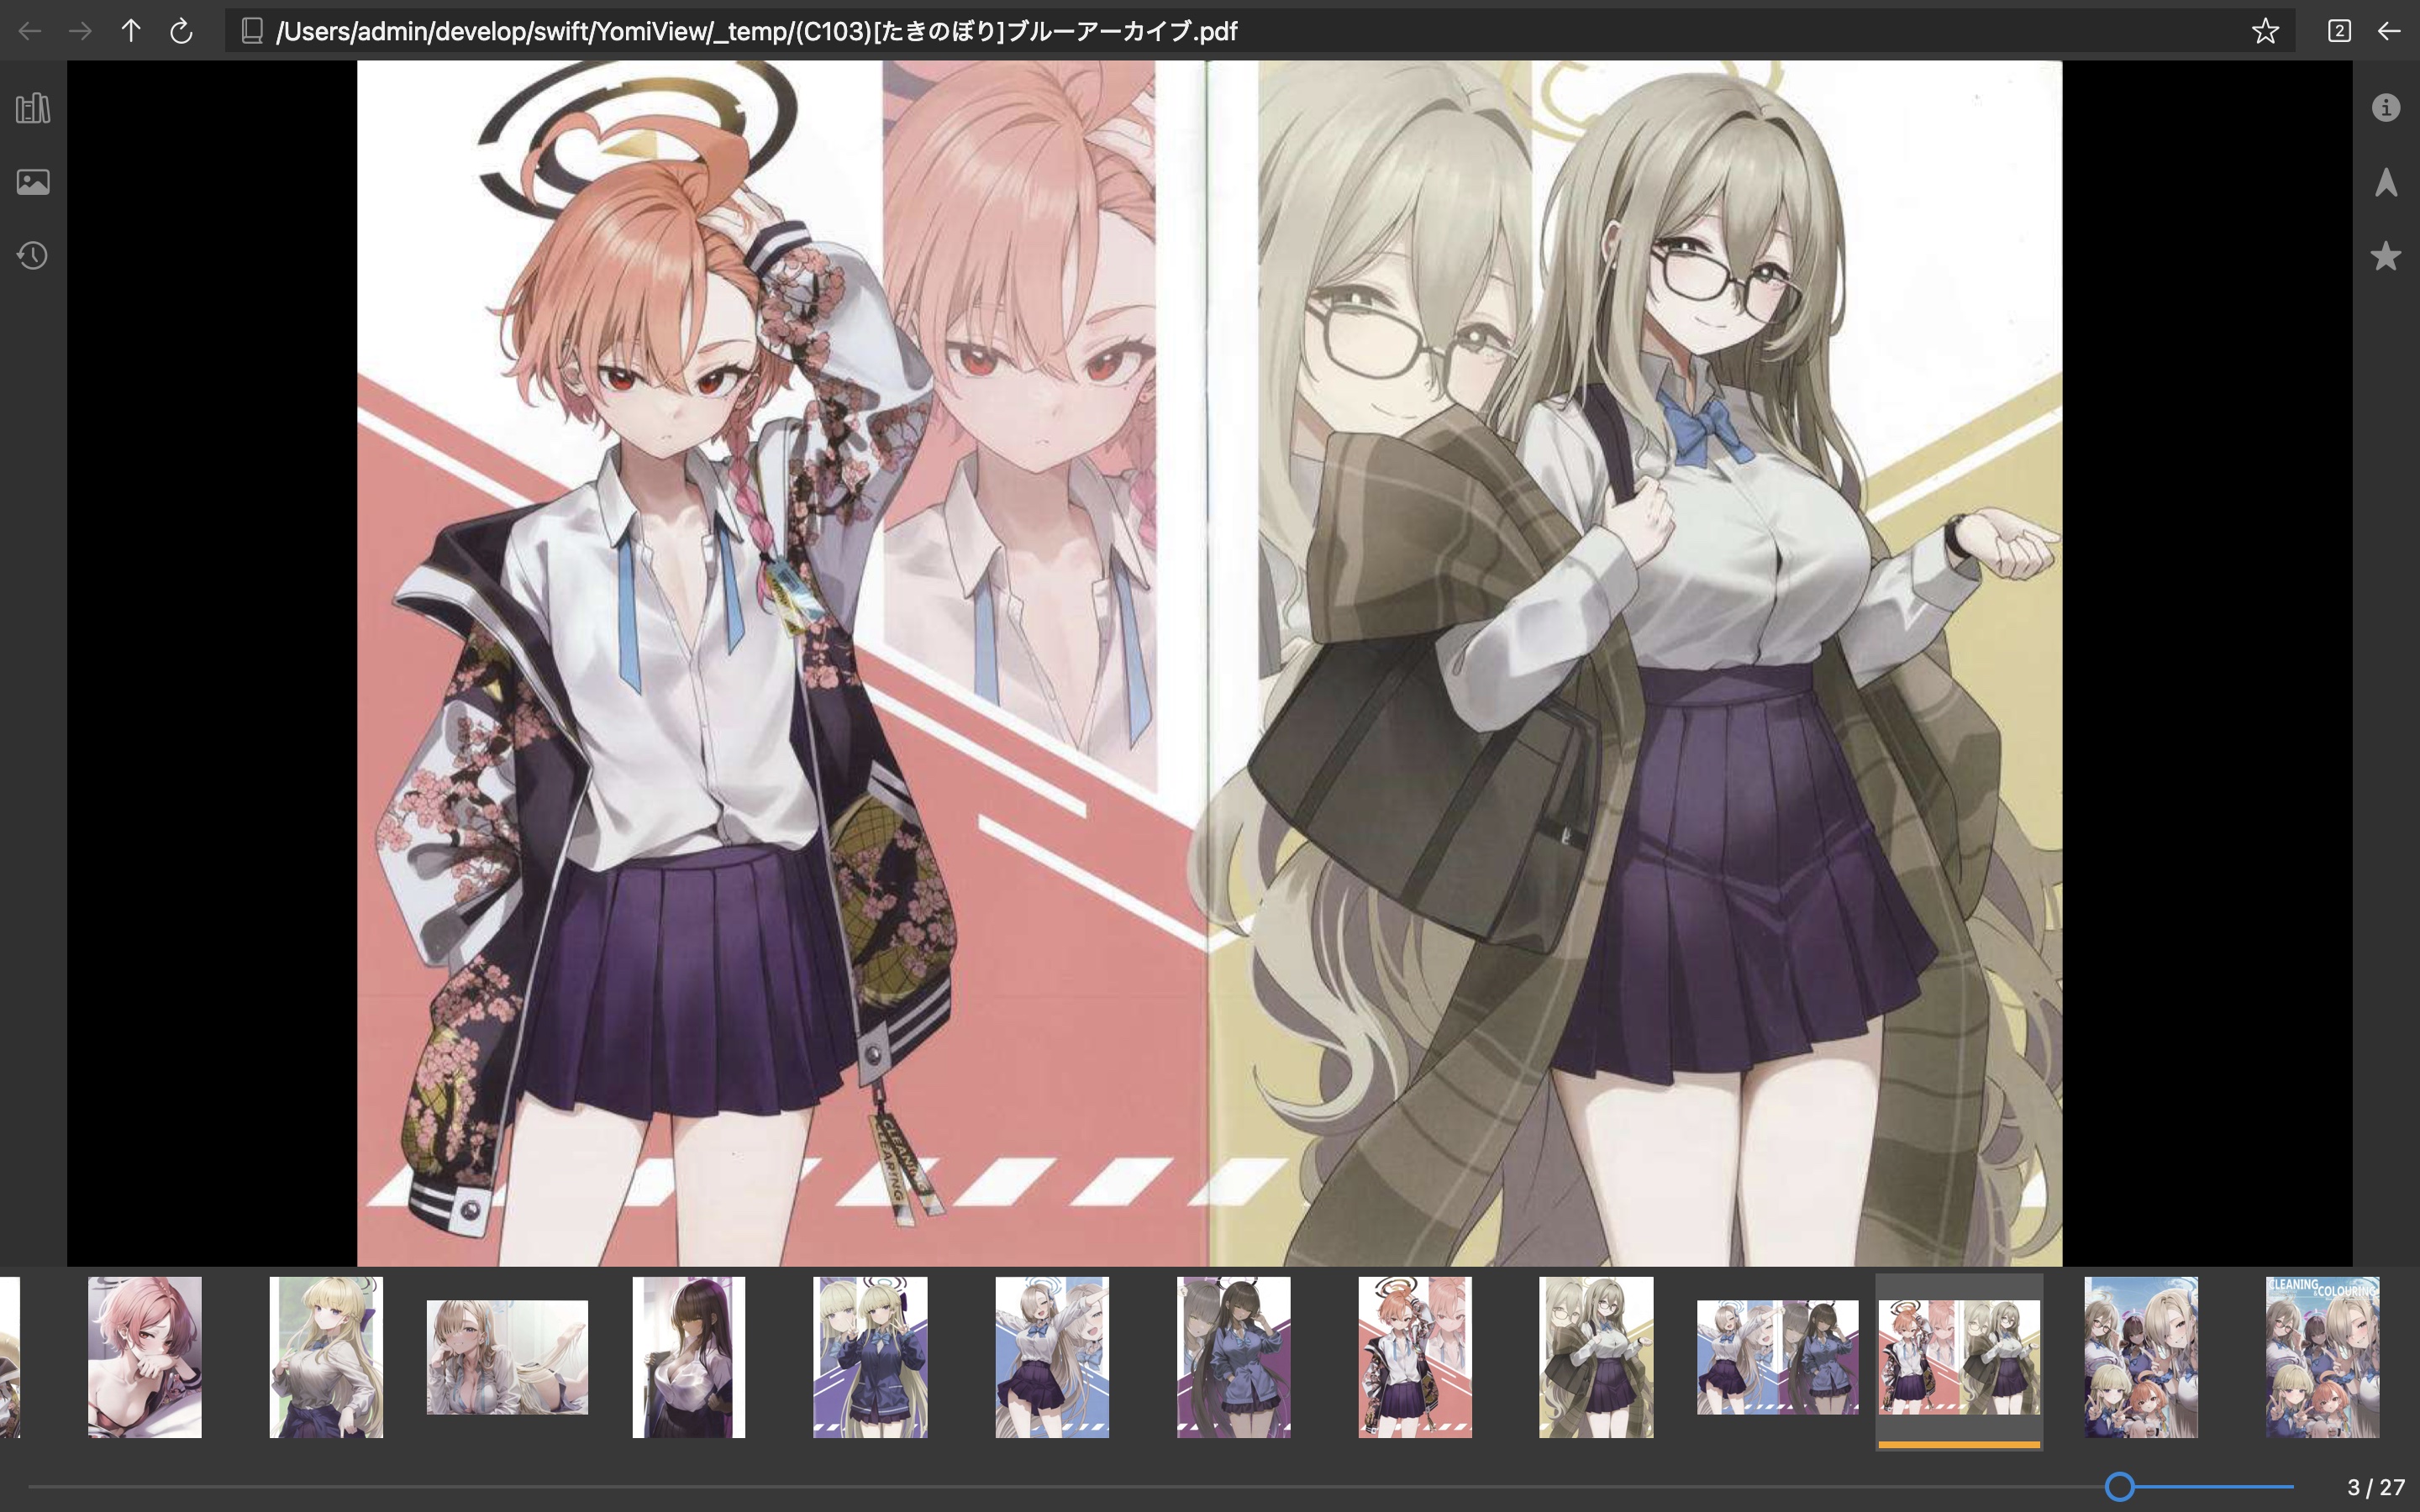 /Users/admin/develop/swift/YomiView/_temp/(C103)[たきのぼり]ブルーアーカイブ.pdf
2
CLEANING
CLEARING
CLEANING
&COLOURING
3 / 27